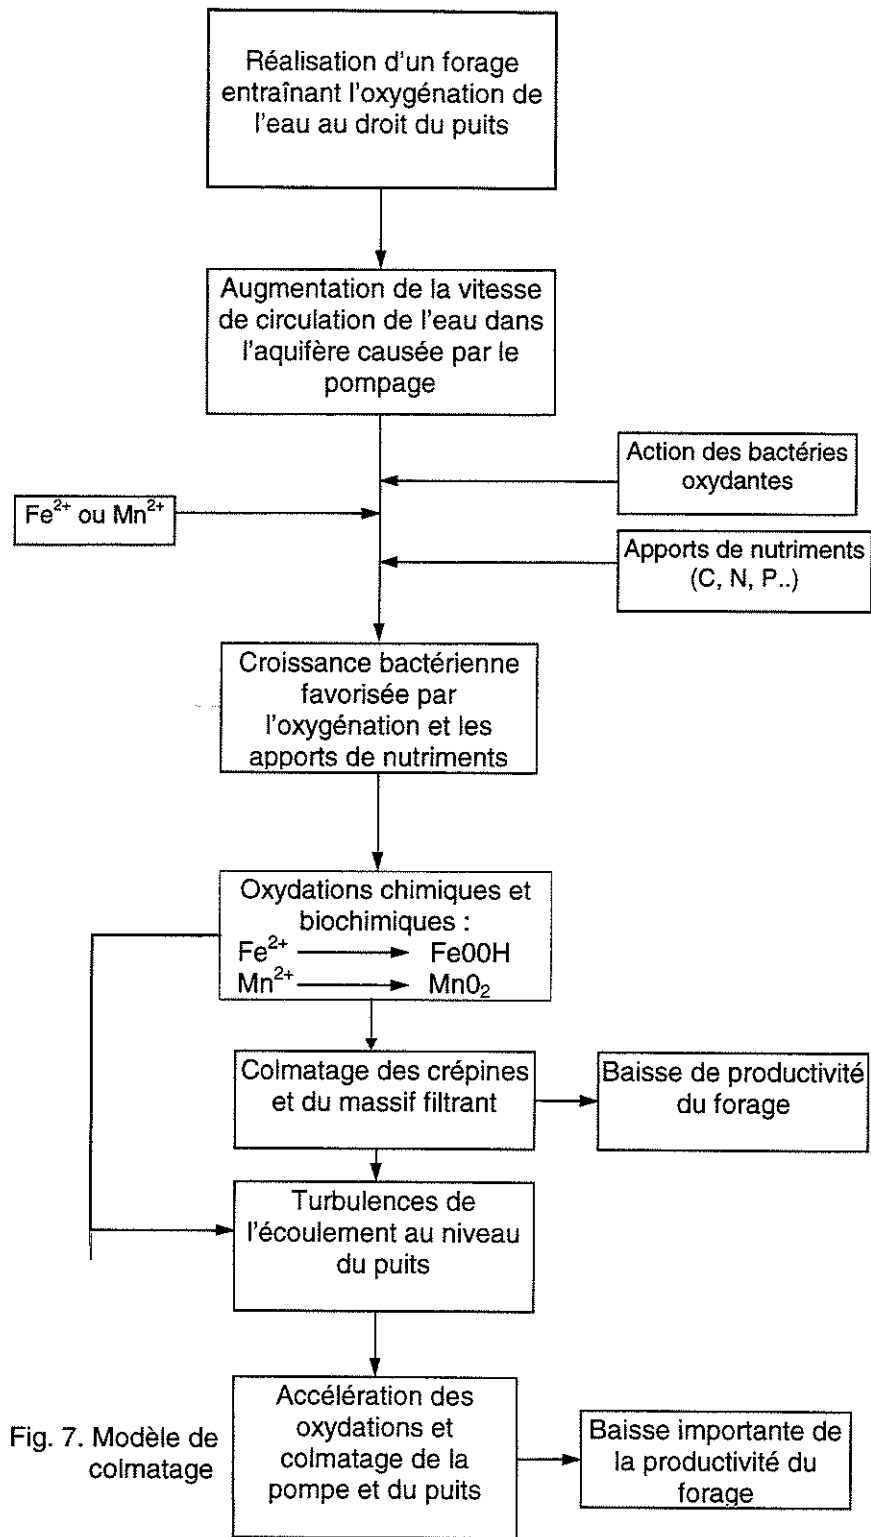 Réalisation d'un forage
entraînant l'oxygénation de
l'eau au droit du puits
Augmentation de la vitesse
de circulation de l'eau dans
l'aquifère causée par le
pompage
Action des bactéries
oxydantes
Fe²⁺ ou Mn²⁺
Apports de nutriments
(C, N, P..)
Croissance bactérienne
favorisée par
l'oxygénation et les
apports de nutriments
Oxydations chimiques et
biochimiques :
Fe²⁺ → Fe00H
Mn²⁺ → Mn0₂
Colmatage des crépines
et du massif filtrant
Baisse de productivité
du forage
Turbulences de
l'écoulement au niveau
du puits
Accélération des
oxydations et
colmatage de la
pompe et du puits
Baisse importante de
la productivité du
forage
Fig. 7. Modèle de
colmatage